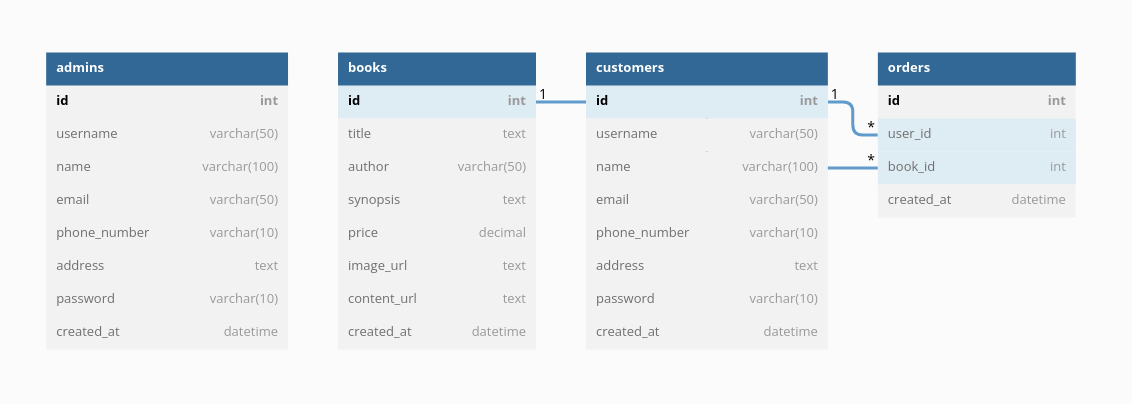 admins
id int
username varchar(50)
name varchar(100)
email varchar(50)
phone_number varchar(10)
address text
password varchar(10)
created_at datetime
books
id int
title text
author varchar(50)
synopsis text
price decimal
image_url text
content_url text
created_at datetime
1
customers
id int
username varchar(50)
name varchar(100)
email varchar(50)
phone_number varchar(10)
address text
password varchar(10)
created_at datetime
1
*
*
orders
id int
user_id int
book_id int
created_at datetime